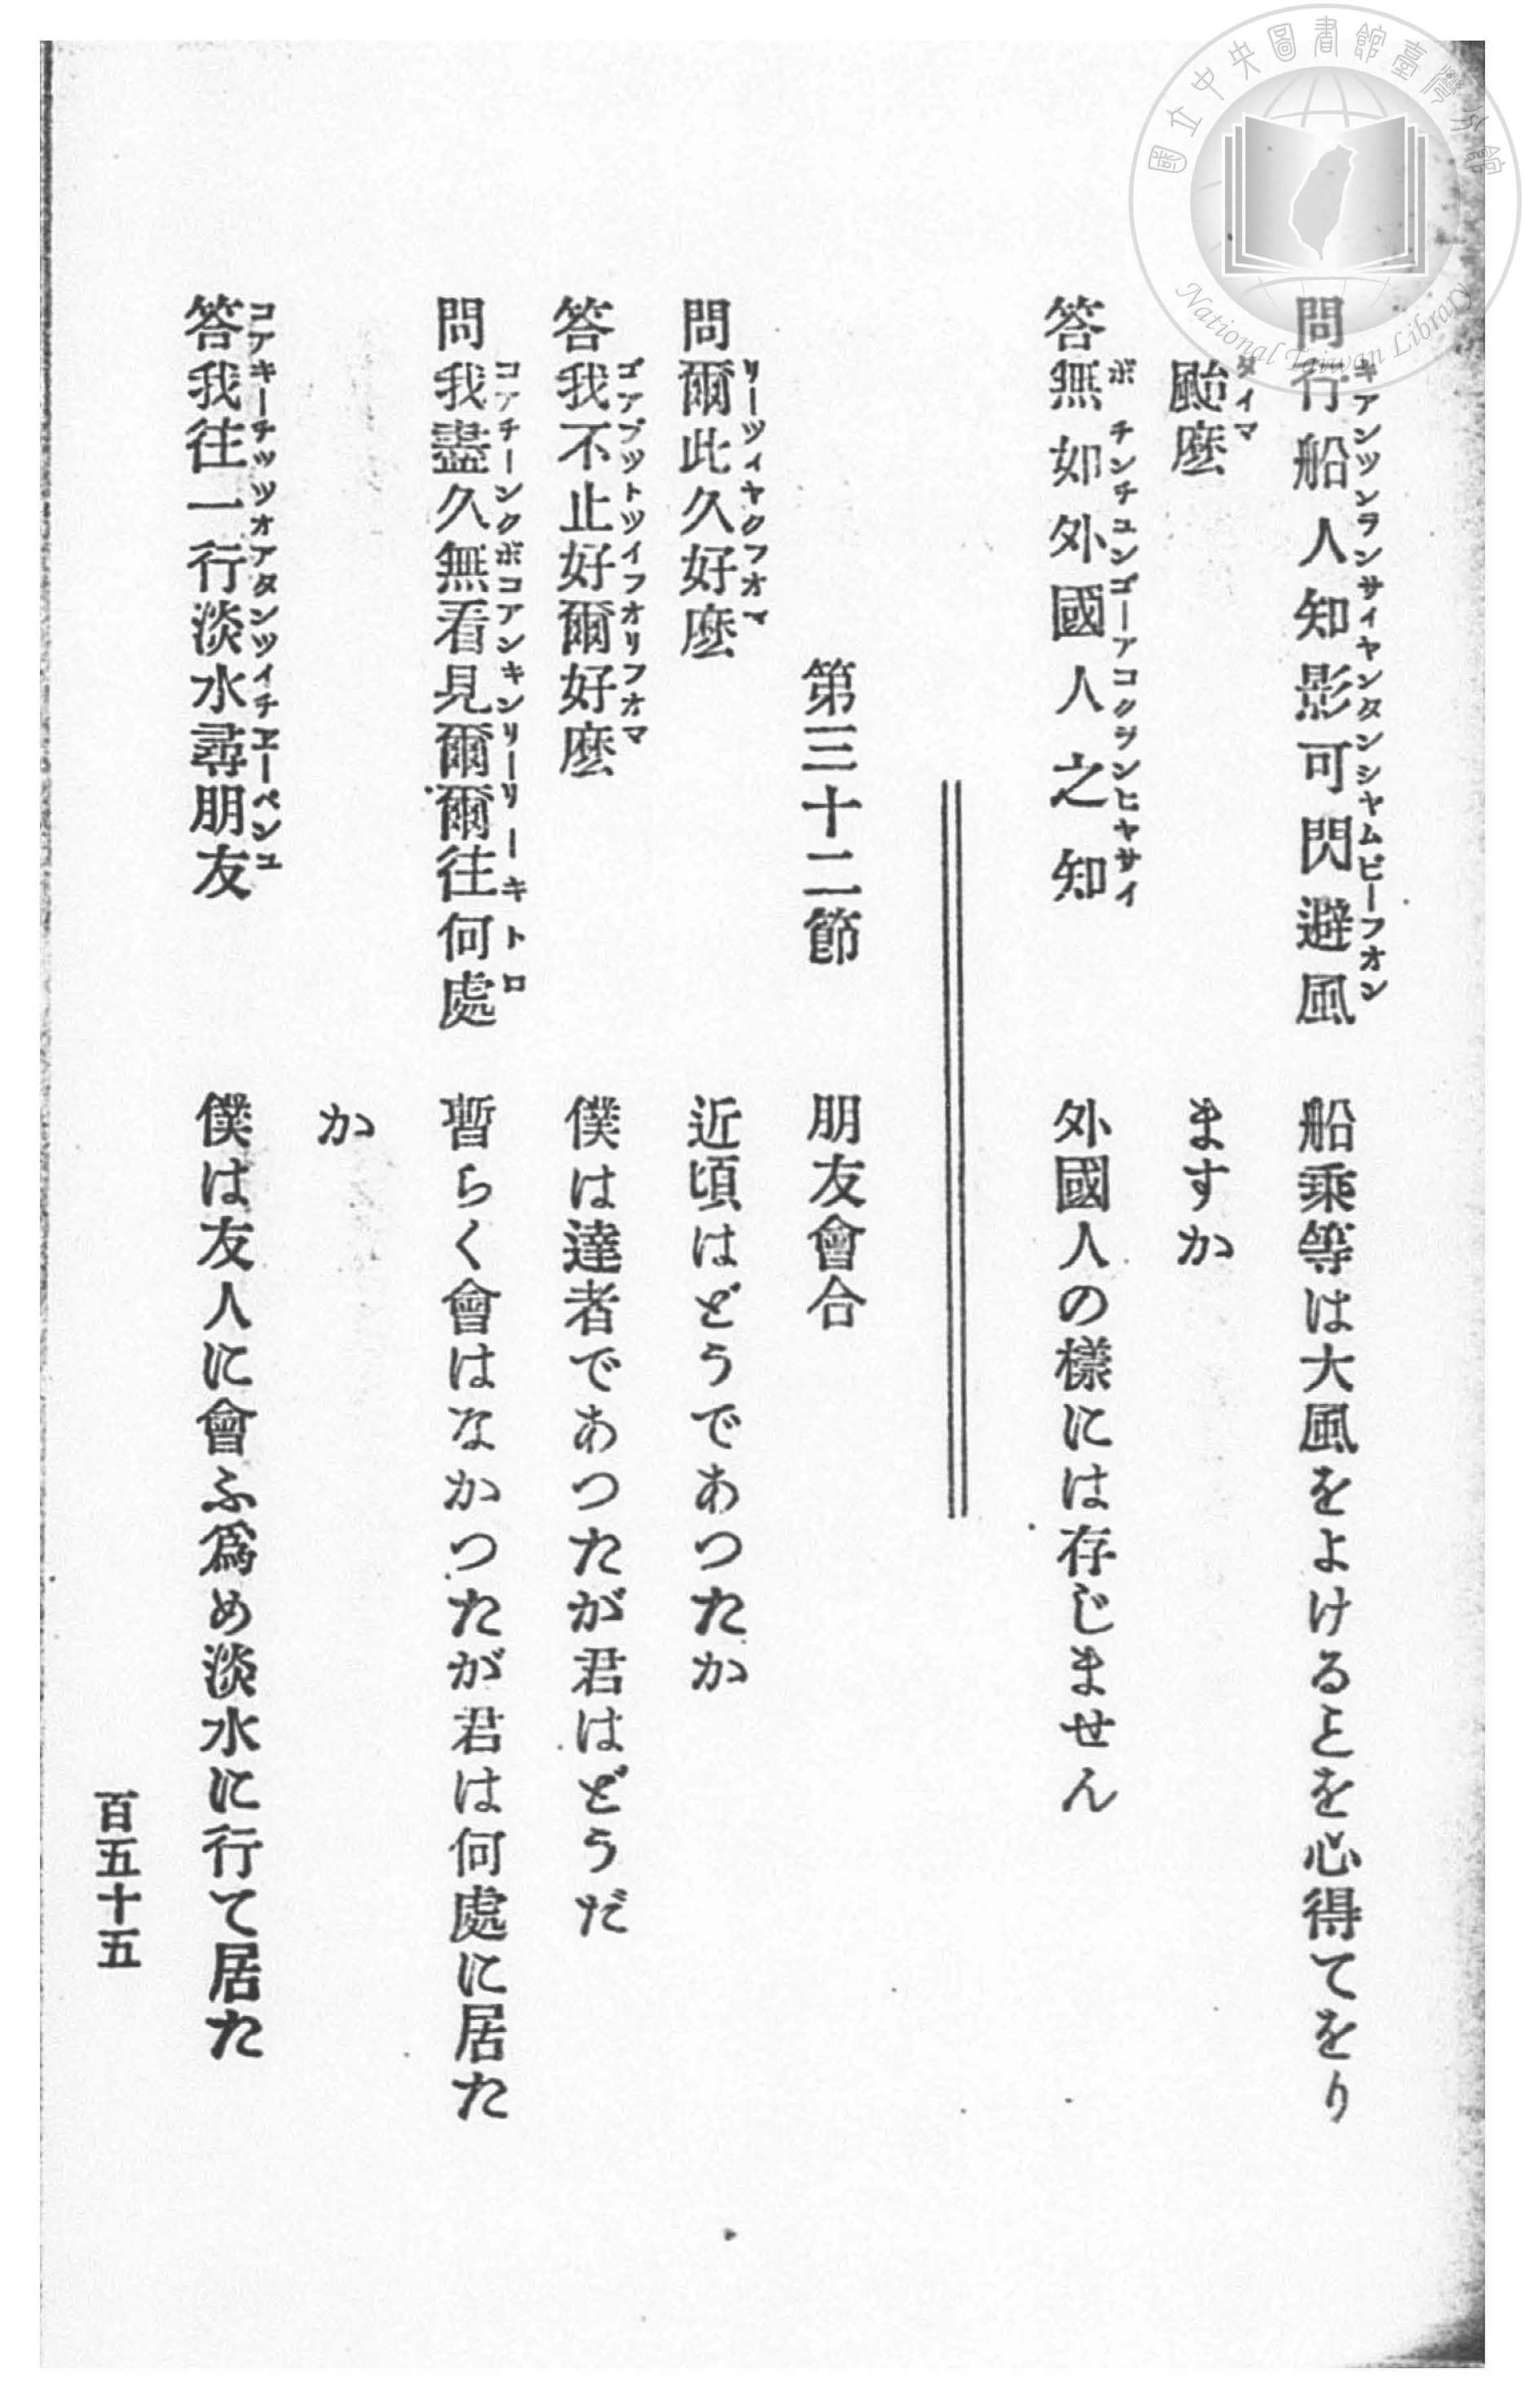 國立中央圖書館臺灣分館
National Taiwan Library
問行船人知影可閃避風
キアンツンランサイヤンタンシヤムピーフオン
船乘等は大風をよけるとを心得てをり
颱麽
タイマ
ますか
答無如外國人之知
ボチンチユンゴーアコクヅンヒヤサイ
外國人の樣には存じません
第三十二節
朋友會合
問爾此久好麽
リーツイヤクフオマ
近頃はどうであつたか
答我不止好爾好麽
ゴアプツトツイフオリフオマ
僕は達者であつたが君はどうだ
問我盡久無看見爾爾往何處
コアチーンクボコアンキンリーリーキトロ
暫らく會はなかつたが君は何處に居た
か
答我往一行淡水尋朋友
コアキーチツツオアタンツイチエーペンユ
僕は友人に會ふ爲め淡水に行て居た
百五十五